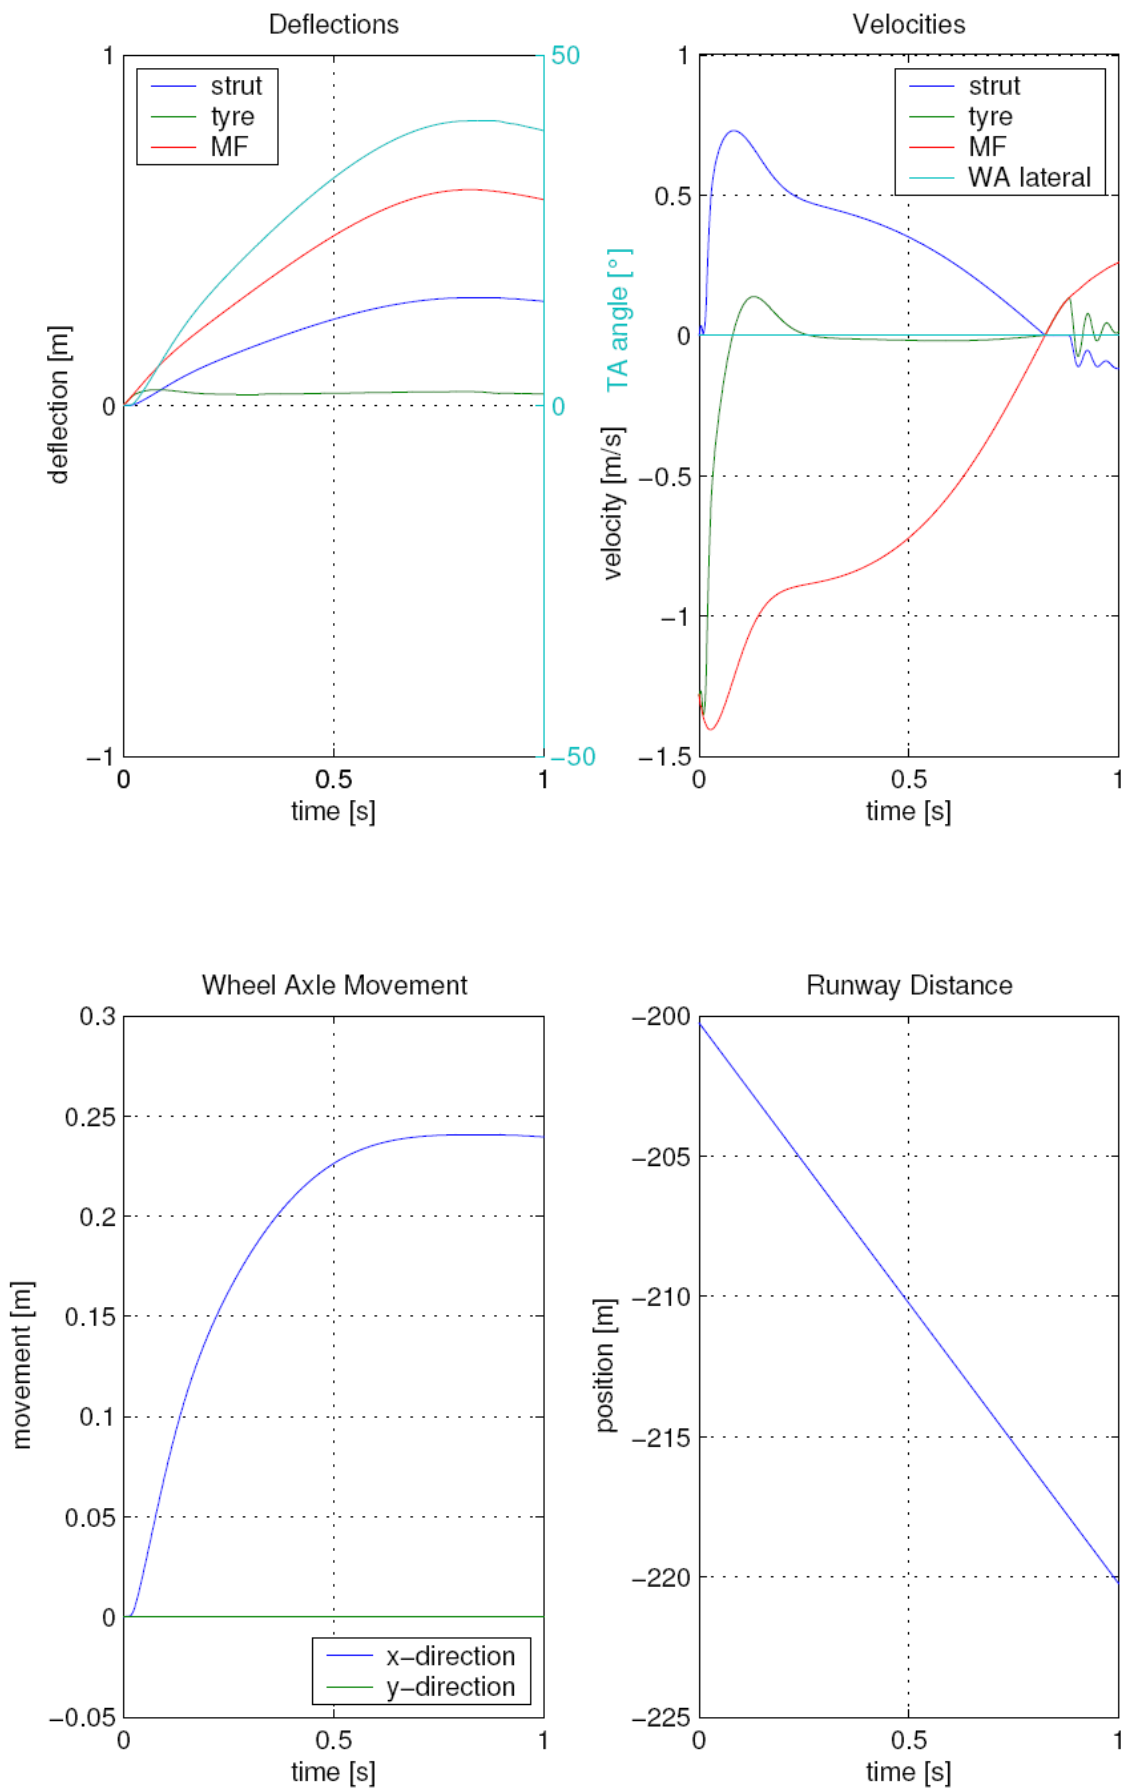 Deflections
1
50
strut
tyre
MF
deflection [m]
0
0
TA angle [°]
−1
−50
0
0.5
1
time [s]
Velocities
1
strut
tyre
MF
WA lateral
0.5
0
velocity [m/s]
−0.5
−1
−1.5
0
0.5
1
time [s]
Wheel Axle Movement
0.3
0.25
0.2
0.15
movement [m]
0.1
0.05
0
x−direction
y−direction
−0.05
0
0.5
1
time [s]
Runway Distance
−200
−205
−210
position [m]
−215
−220
−225
0
0.5
1
time [s]